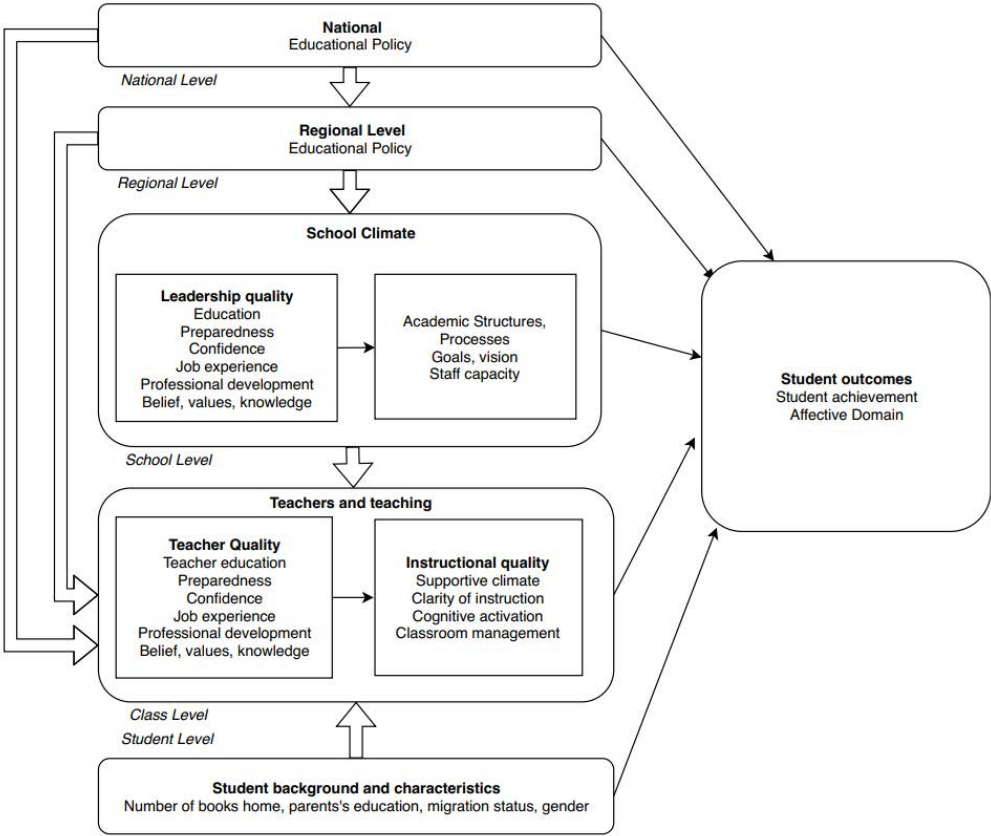 National
Educational Policy
National Level
Regional Level
Educational Policy
Regional Level
School Climate
Leadership quality
Education
Preparedness
Confidence
Job experience
Professional development
Belief, values, knowledge
Academic Structures,
Processes
Goals, vision
Staff capacity
School Level
Teachers and teaching
Teacher Quality
Teacher education
Preparedness
Confidence
Job experience
Professional development
Belief, values, knowledge
Instructional quality
Supportive climate
Clarity of instruction
Cognitive activation
Classroom management
Class Level
Student Level
Student background and characteristics
Number of books home, parents's education, migration status, gender
Student outcomes
Student achievement
Affective Domain